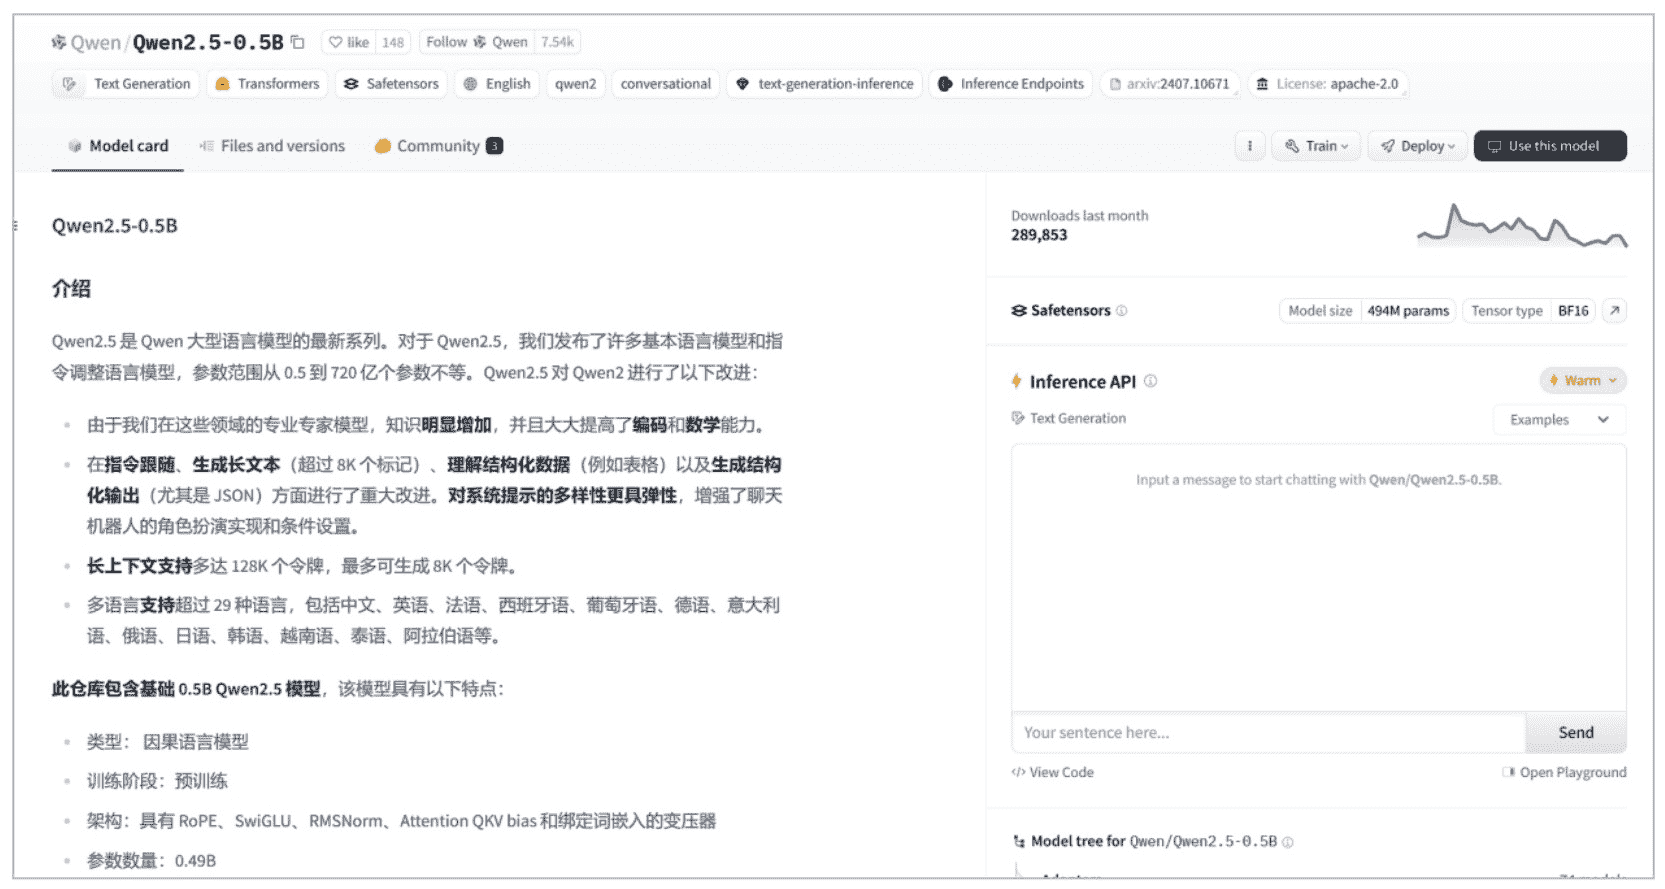 Qwen/Qwen2.5-0.5B like 148 Follow Qwen 7.54k
Text Generation Transformers Safetensors English qwen2 conversational text-generation-inference Inference Endpoints arxiv:2407.10671 License: apache-2.0
Model card Files and versions Community 3 Train Deploy Use this model
Qwen2.5-0.5B
介绍
Qwen2.5 是 Qwen 大型语言模型的最新系列。对于 Qwen2.5，我们发布了许多基本语言模型和指
令调整语言模型，参数范围从 0.5 到 720 亿个参数不等。Qwen2.5 对 Qwen2 进行了以下改进：
由于我们在这些领域的专业专家模型，知识明显增加，并且大大提高了编码和数学能力。
在指令跟随、生成长文本（超过 8K 个标记）、理解结构化数据（例如表格）以及生成结构
化输出（尤其是 JSON）方面进行了重大改进。对系统提示的多样性更具弹性，增强了聊天
机器人的角色扮演实现和条件设置。
长上下文支持多达 128K 个令牌，最多可生成 8K 个令牌。
多语言支持超过 29 种语言，包括中文、英语、法语、西班牙语、葡萄牙语、德语、意大利
语、俄语、日语、韩语、越南语、泰语、阿拉伯语等。
此仓库包含基础 0.5B Qwen2.5 模型，该模型具有以下特点：
类型： 因果语言模型
训练阶段：预训练
架构：具有 RoPE、SwiGLU、RMSNorm、Attention QKV bias 和绑定词嵌入的变压器
参数数量：0.49B
Downloads last month
289,853
Safetensors Model size 494M params Tensor type BF16
Inference API Warm
Text Generation Examples
Input a message to start chatting with Qwen/Qwen2.5-0.5B.
Your sentence here... Send
View Code Open Playground
Model tree for Qwen/Qwen2.5-0.5B